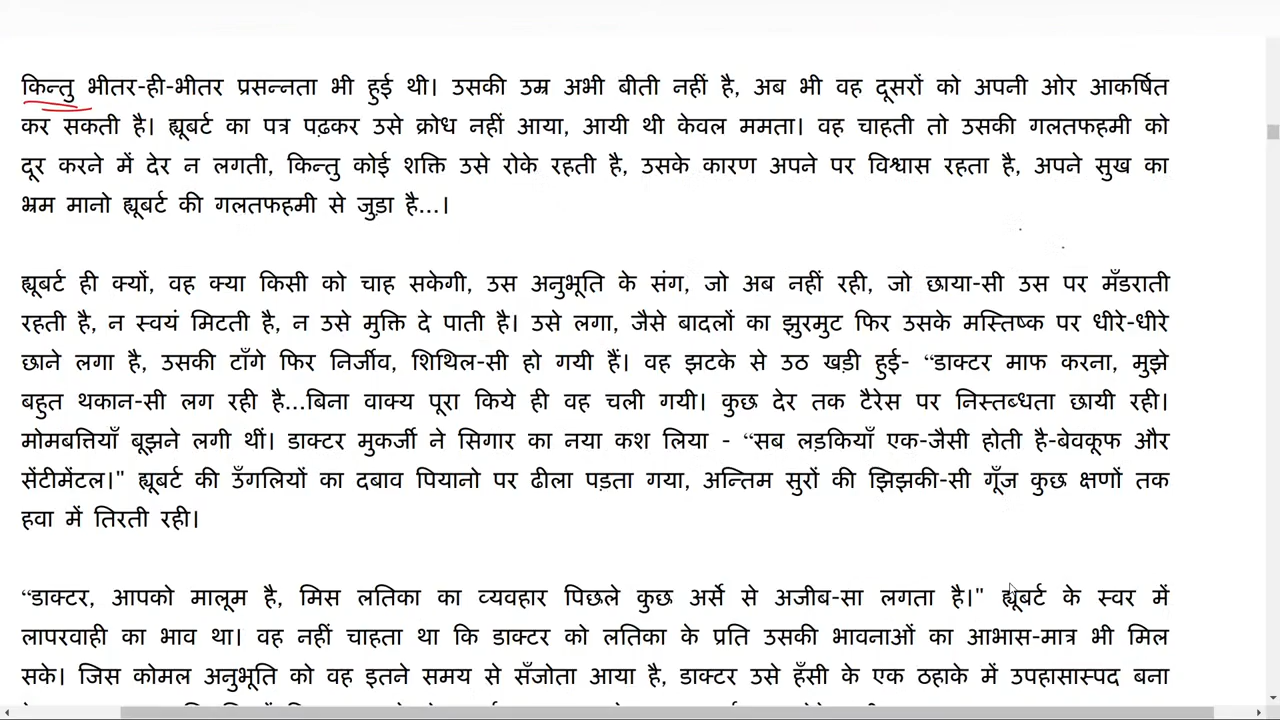 किन्तु भीतर-ही-भीतर प्रसन्नता भी हुई थी। उसकी उम्र अभी बीती नहीं है, अब भी वह दूसरों को अपनी ओर आकर्षित
कर सकती है। ह्यूबर्ट का पत्र पढ़कर उसे क्रोध नहीं आया, आयी थी केवल ममता। वह चाहती तो उसकी गलतफहमी को
दूर करने में देर न लगती, किन्तु कोई शक्ति उसे रोके रहती है, उसके कारण अपने पर विश्वास रहता है, अपने सुख का
भ्रम मानो ह्यूबर्ट की गलतफहमी से जुड़ा है...।
ह्यूबर्ट ही क्यों, वह क्या किसी को चाह सकेगी, उस अनुभूति के संग, जो अब नहीं रही, जो छाया-सी उस पर मँडराती
रहती है, न स्वयं मिटती है, न उसे मुक्ति दे पाती है। उसे लगा, जैसे बादलों का झुरमुट फिर उसके मस्तिष्क पर धीरे-धीरे
छाने लगा है, उसकी टाँगे फिर निर्जीव, शिथिल-सी हो गयी हैं। वह झटके से उठ खड़ी हुई- “डाक्टर माफ करना, मुझे
बहुत थकान-सी लग रही है...बिना वाक्य पूरा किये ही वह चली गयी। कुछ देर तक टैरेस पर निस्तब्धता छायी रही।
मोमबत्तियाँ बूझने लगी थीं। डाक्टर मुकर्जी ने सिगार का नया कश लिया - “सब लड़कियाँ एक-जैसी होती है-बेवकूफ और
सेंटीमेंटल।" ह्यूबर्ट की उँगलियों का दबाव पियानो पर ढीला पड़ता गया, अन्तिम सुरों की झिझकी-सी गूँज कुछ क्षणों तक
हवा में तिरती रही।
“डाक्टर, आपको मालूम है, मिस लतिका का व्यवहार पिछले कुछ अर्से से अजीब-सा लगता है।" ह्यूबर्ट के स्वर में
लापरवाही का भाव था। वह नहीं चाहता था कि डाक्टर को लतिका के प्रति उसकी भावनाओं का आभास-मात्र भी मिल
सके। जिस कोमल अनुभूति को वह इतने समय से सँजोता आया है, डाक्टर उसे हँसी के एक ठहाके में उपहासास्पद बना